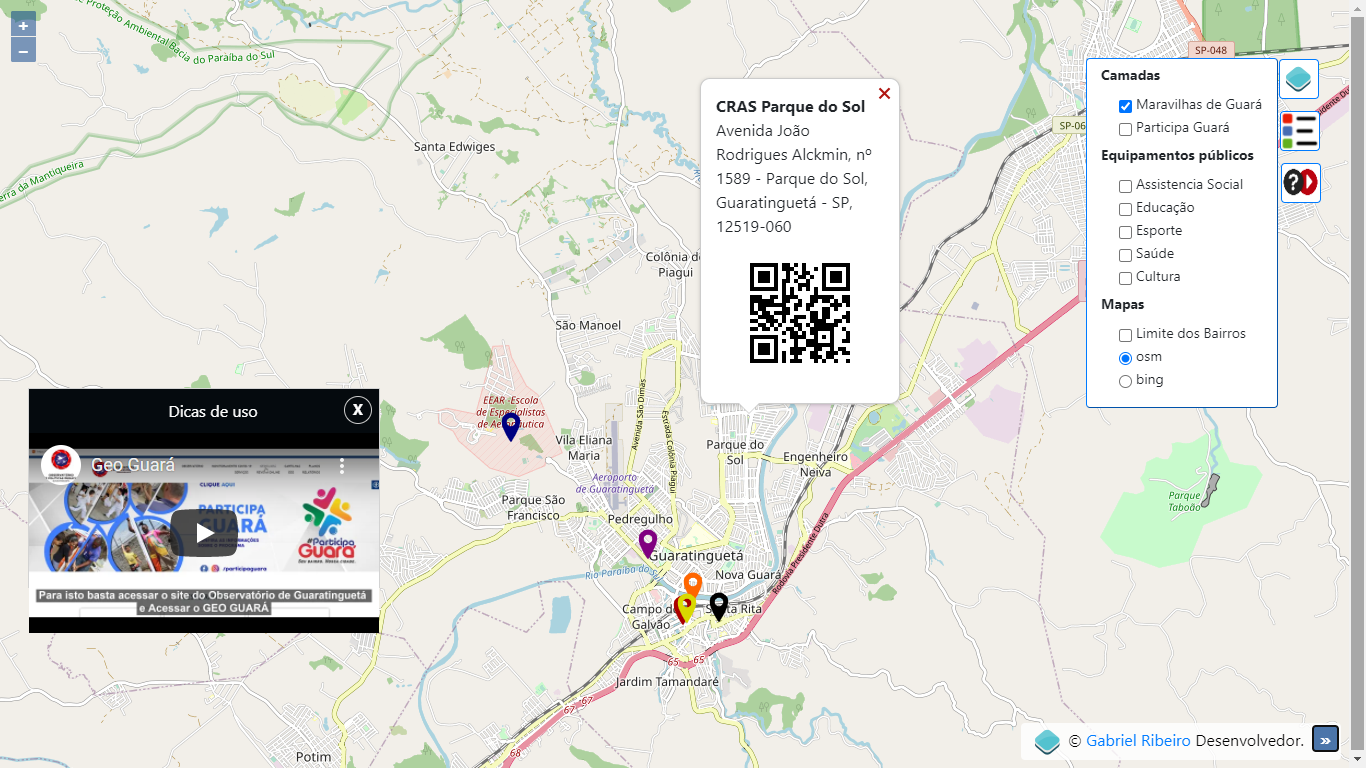 +
–
Proteção Ambiental Bacia do Paraíba do Sul
SP-048
Santa Edwiges
Serra da Mantiqueira
CRAS Parque do Sol
Avenida João
Rodrigues Alckmin, nº
1589 - Parque do Sol,
Guaratinguetá - SP,
12519-060
Camadas
Maravilhas de Guará
Participa Guará
Equipamentos públicos
Assistencia Social
Educação
Esporte
Saúde
Cultura
Mapas
Limite dos Bairros
osm
bing
SP-06
Colônia do
Piagui
São Manoel
EEAR -Escola
de Especialistas
de Aeronáutica
Avenida São Dimas
Estrada Colônia Piagui
Vila Eliana
Maria
Aeroporto
de Guaratinguetá
Parque do
Sol
Engenheiro
Neiva
Parque
Taboão
Parque São
Francisco
Pedregulho
Guaratinguetá
Rio Paraíba do Sul
Nova Guará
Rodovia Presidente Dutra
Campo do
Galvão
Santa Rita
65
65
Jardim Tamandaré
67
67
68
Potim
Dicas de uso
X
Geo Guará
CLIQUE AQUI
PARTICIPA
GUARÁ
#Participa
Guará
/participaguara
Para isto basta acessar o site do Observatório de Guaratinguetá
e Acessar o GEO GUARÁ
© Gabriel Ribeiro Desenvolvedor.
»